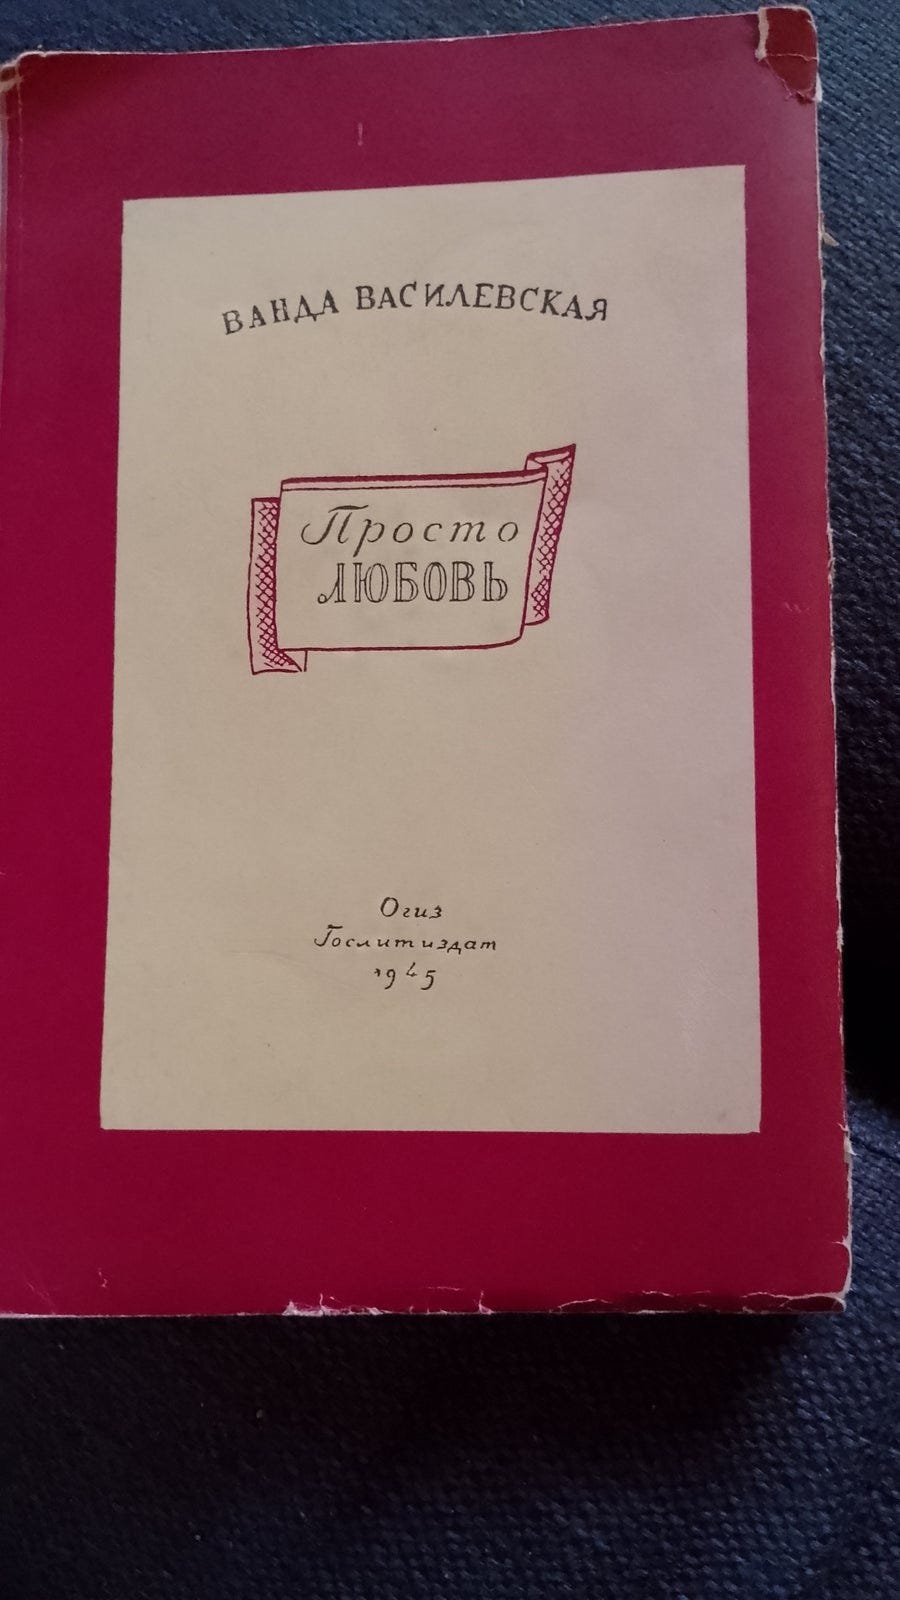 ВАНДА ВАСИЛЕВСКАЯ
Просто
ЛЮБОВЬ
Огиз
Гослитиздат
1945